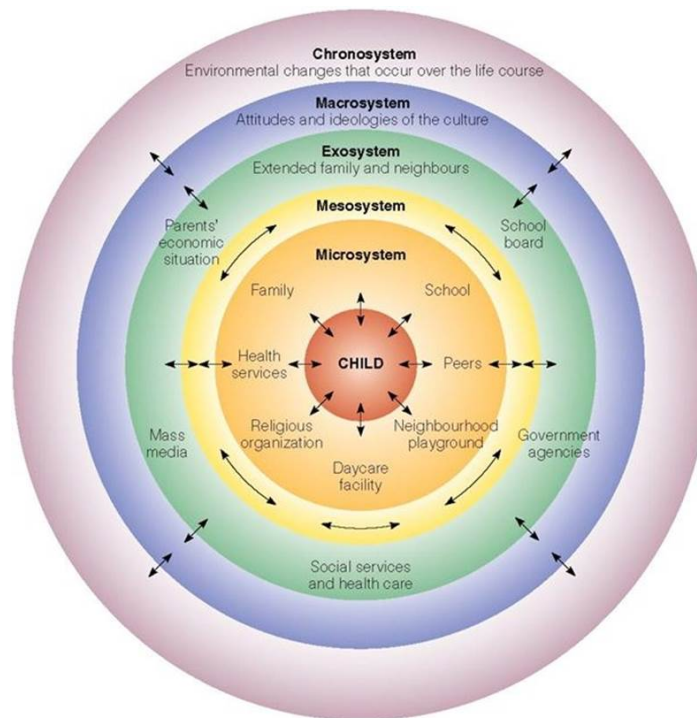 Chronosystem
Environmental changes that occur over the life course
Macrosystem
Attitudes and ideologies of the culture
Exosystem
Extended family and neighbours
Mesosystem
Parents'
economic
situation
School
board
Microsystem
Family
School
Health
services
CHILD
Peers
Religious
organization
Neighbourhood
playground
Daycare
facility
Mass
media
Government
agencies
Social services
and health care